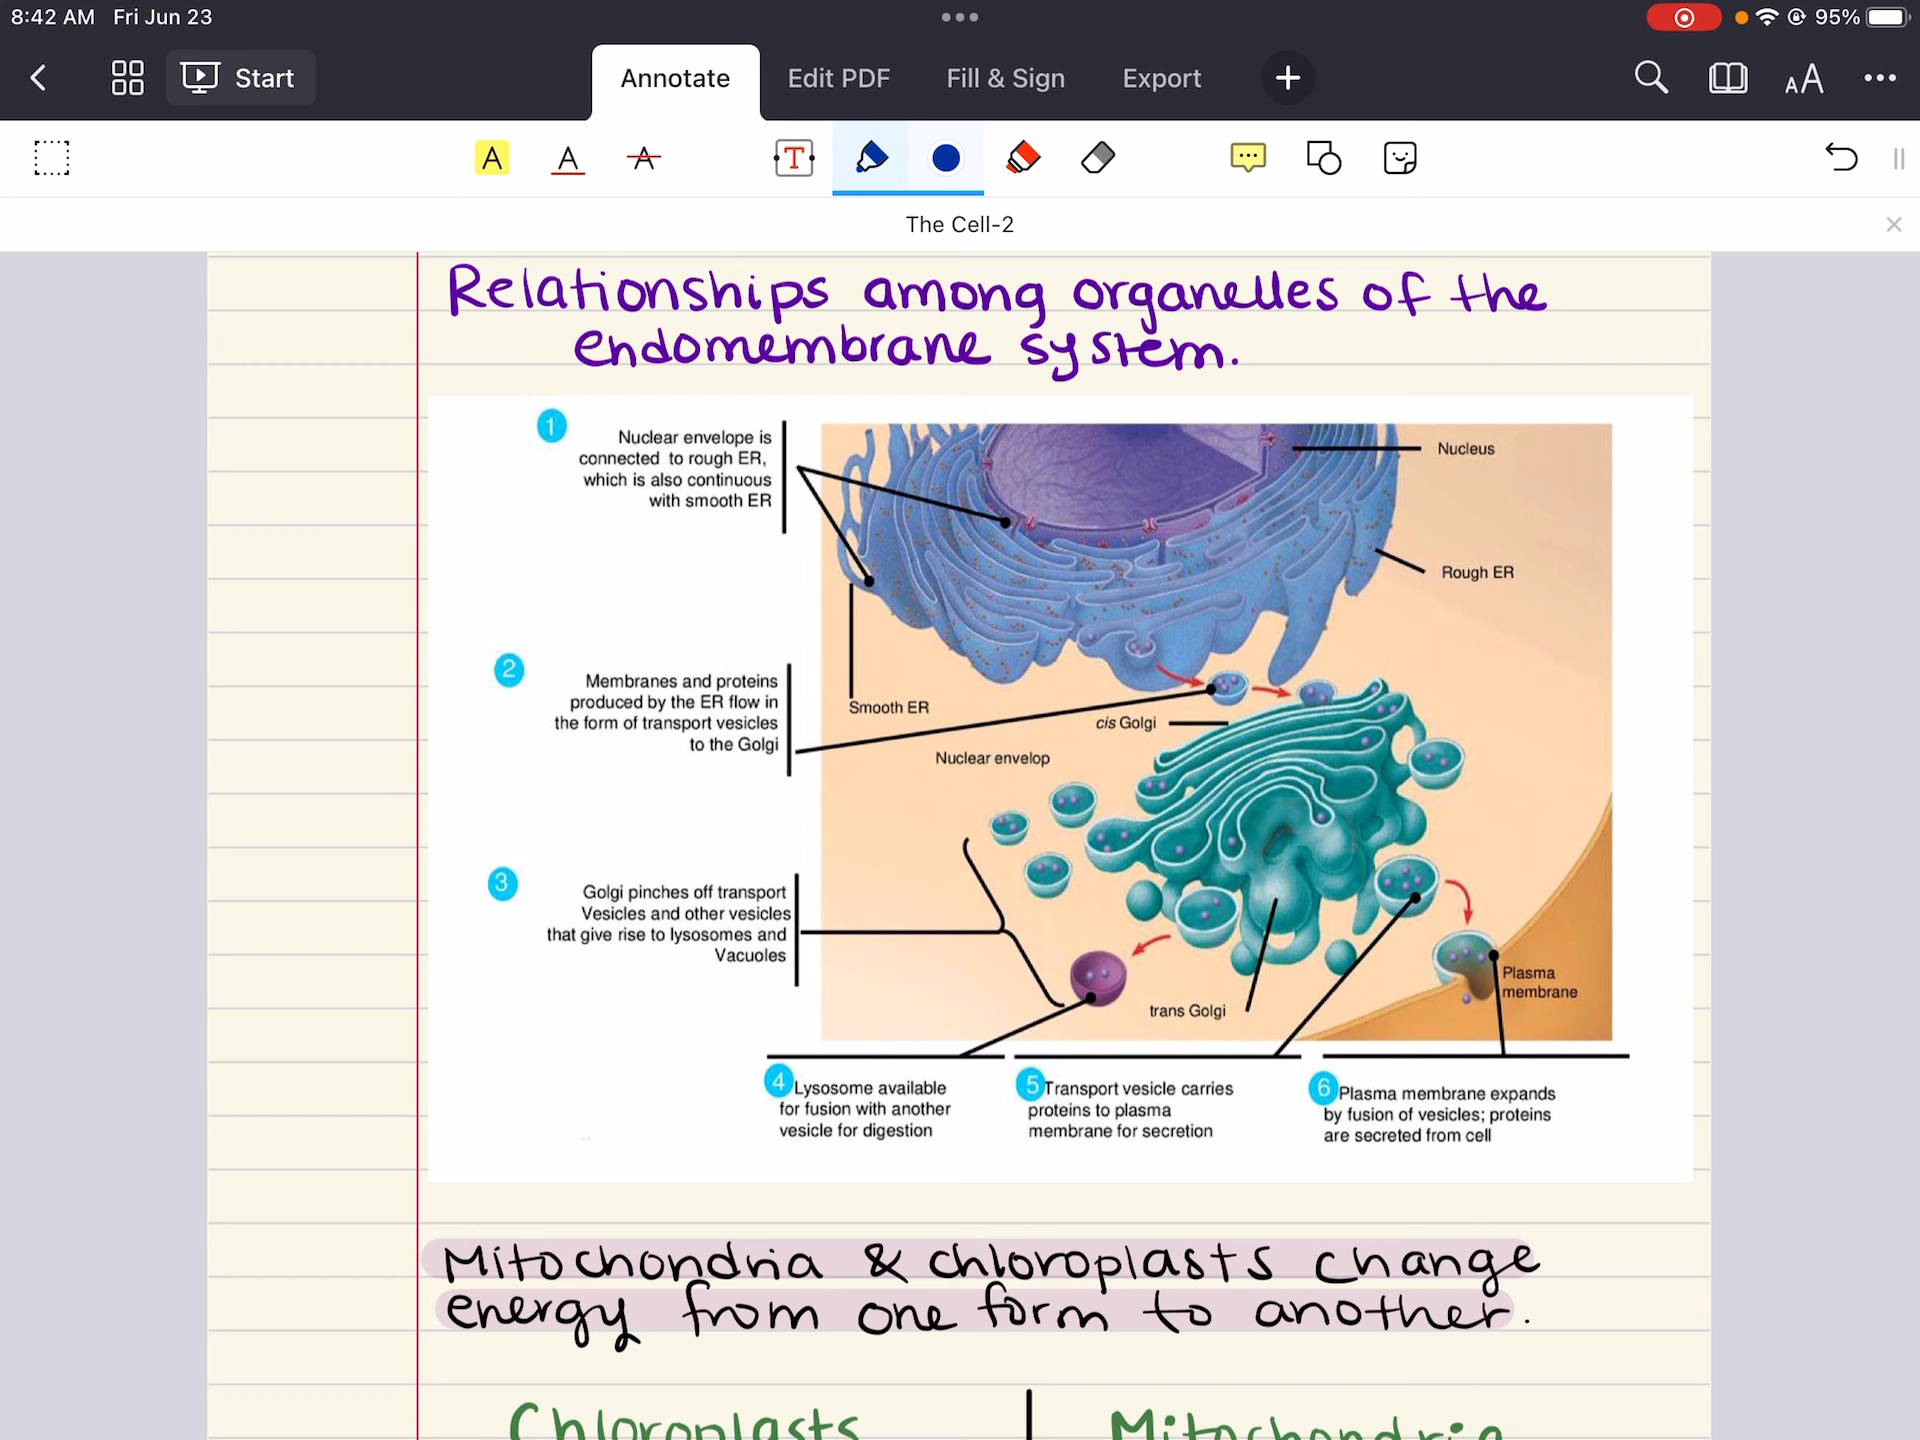 8:42 AM Fri Jun 23
95%
Start
Annotate
Edit PDF
Fill & Sign
Export
The Cell-2
Relationships among organelles of the
endomembrane system.
1
Nuclear envelope is
connected to rough ER,
which is also continuous
with smooth ER
Nucleus
Rough ER
2
Membranes and proteins
produced by the ER flow in
the form of transport vesicles
to the Golgi
Smooth ER
cis Golgi
Nuclear envelop
3
Golgi pinches off transport
Vesicles and other vesicles
that give rise to lysosomes and
Vacuoles
Plasma
membrane
trans Golgi
4 Lysosome available
for fusion with another
vesicle for digestion
5 Transport vesicle carries
proteins to plasma
membrane for secretion
6 Plasma membrane expands
by fusion of vesicles; proteins
are secreted from cell
Mitochondria & chloroplasts change
energy from one form to another.
Chloroplasts
Mitochondria